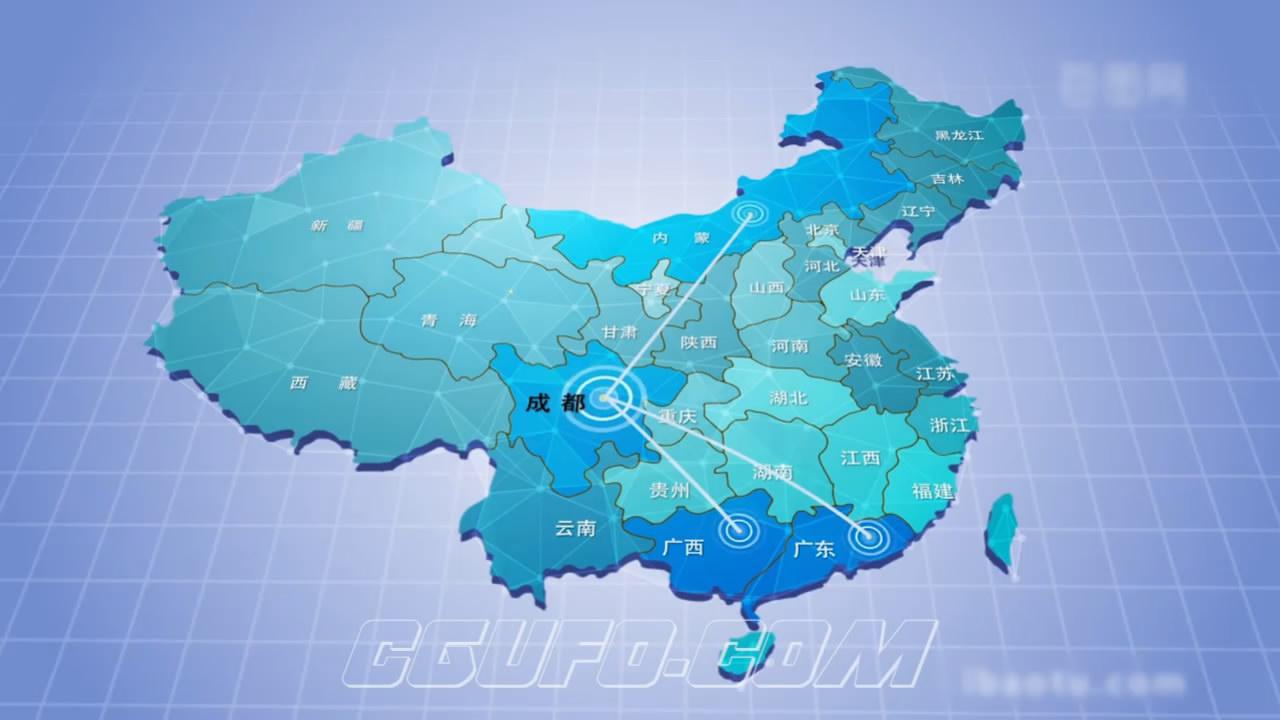 黑龙江
吉林
辽宁
新 疆
内 蒙
北京
天津
河北
宁夏
山西
山东
青 海
甘肃
陕西
河南
安徽
江苏
西 藏
成 都
重庆
湖北
浙江
江西
湖南
贵州
福建
云南
广西
广东
CGUFO.COM
ibaotu.com